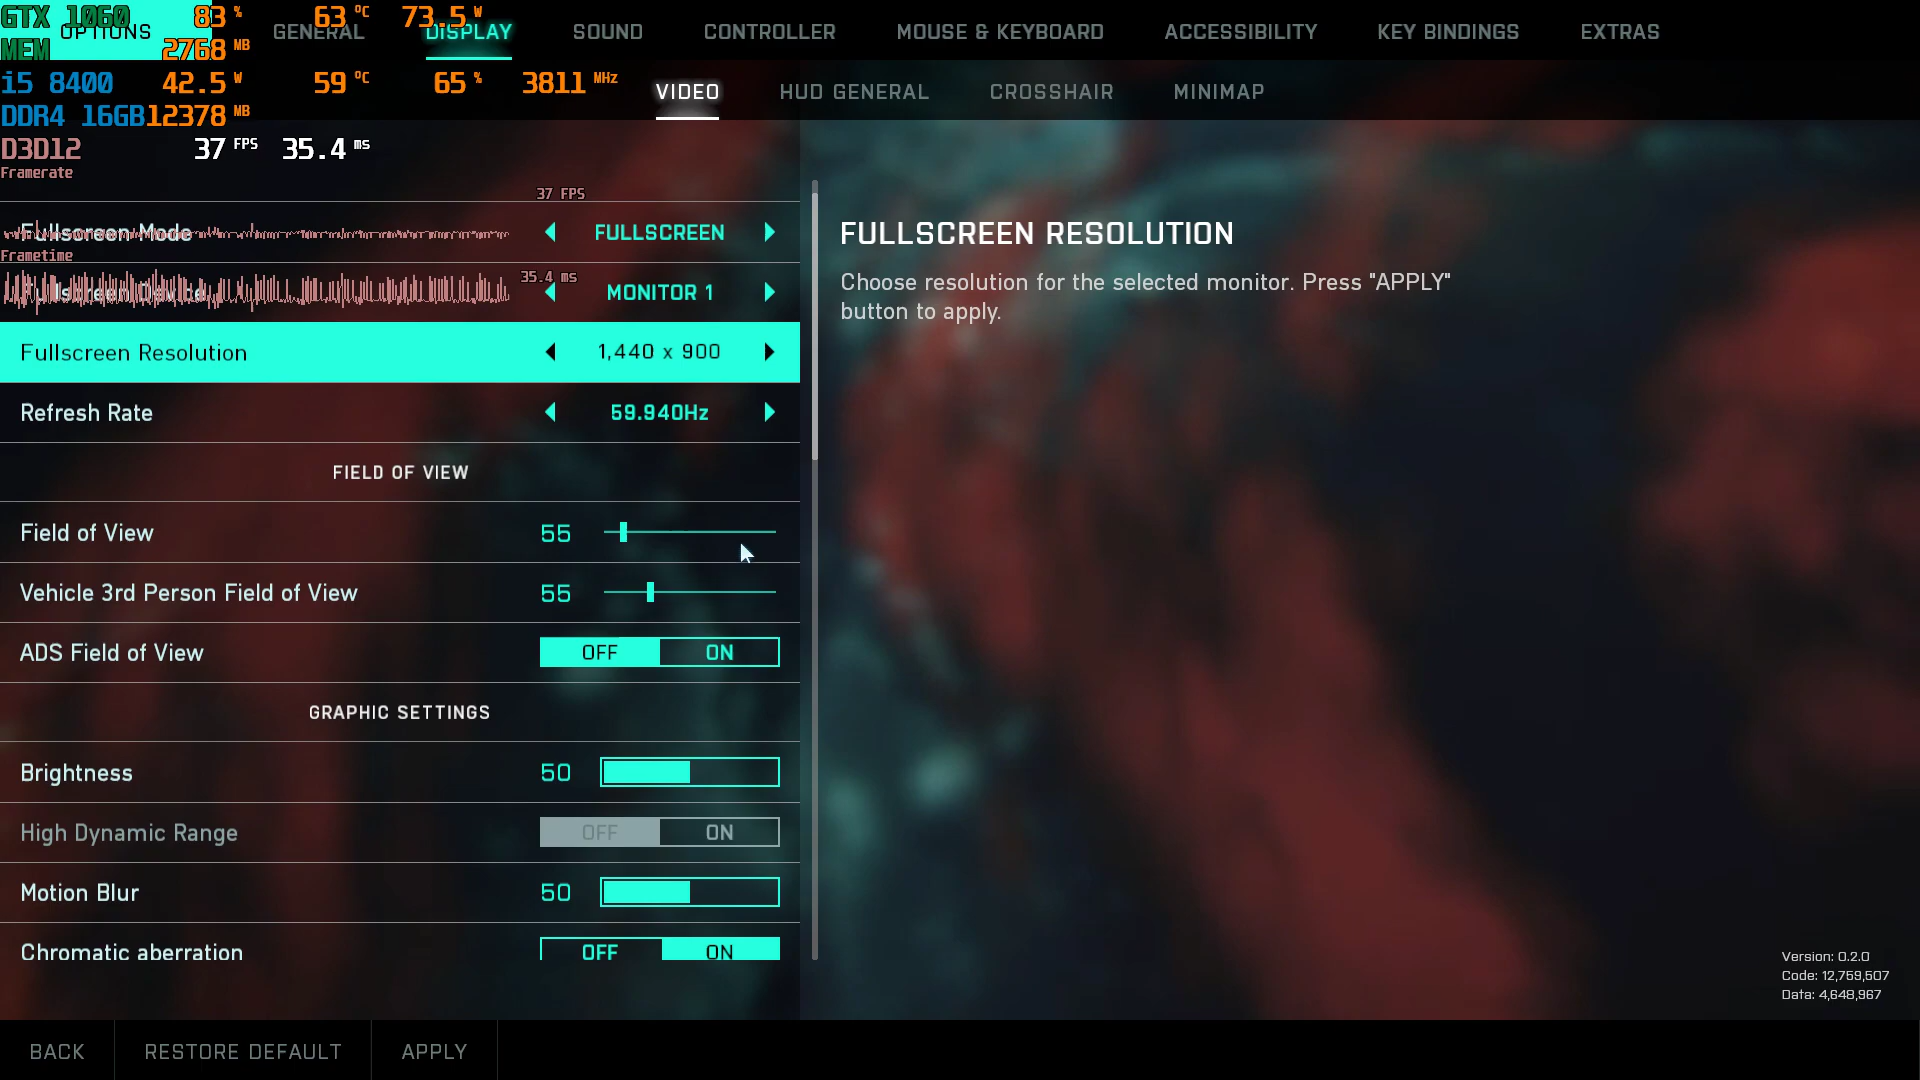 GTX 1060 83 % 63 °C 73.5 W
OPTIONS GENERAL DISPLAY SOUND CONTROLLER MOUSE & KEYBOARD ACCESSIBILITY KEY BINDINGS EXTRAS
MEM 2768 MB
i5 8400 42.5 W 59 °C 65 % 3811 MHz
VIDEO HUD GENERAL CROSSHAIR MINIMAP
DDR4 16GB 12378 MB
D3D12 37 FPS 35.4 ms
Framerate
37 FPS
Fullscreen Mode FULLSCREEN
Frametime
35.4 ms
Fullscreen Device MONITOR 1
Fullscreen Resolution 1,440 x 900
Refresh Rate 59.940Hz
FIELD OF VIEW
Field of View 55
Vehicle 3rd Person Field of View 55
ADS Field of View OFF ON
GRAPHIC SETTINGS
Brightness 50
High Dynamic Range OFF ON
Motion Blur 50
Chromatic aberration OFF ON
FULLSCREEN RESOLUTION
Choose resolution for the selected monitor. Press "APPLY"
button to apply.
Version: 0.2.0
Code: 12,759,507
Data: 4,648,967
BACK RESTORE DEFAULT APPLY